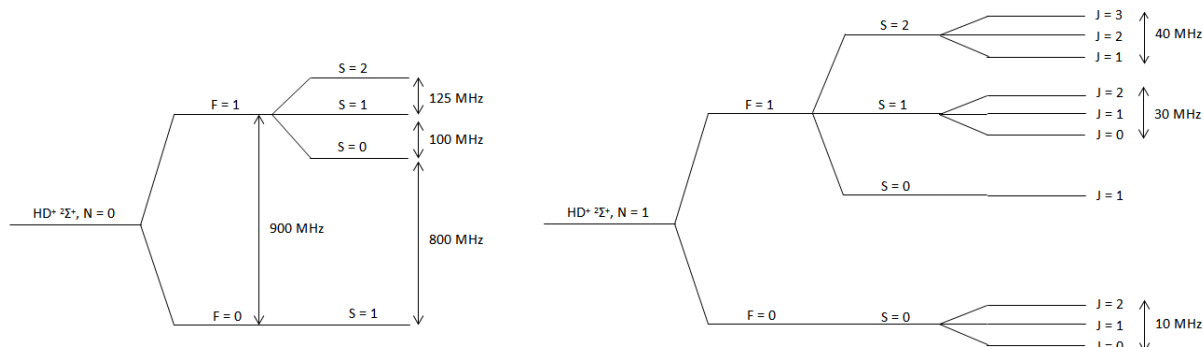 HD⁺ ²Σ⁺, N = 0
F = 1
F = 0
900 MHz
S = 2
S = 1
S = 0
S = 1
125 MHz
100 MHz
800 MHz
HD⁺ ²Σ⁺, N = 1
F = 1
F = 0
S = 2
S = 1
S = 0
S = 0
J = 3
J = 2
J = 1
40 MHz
J = 2
J = 1
J = 0
30 MHz
J = 1
J = 2
J = 1
J = 0
10 MHz